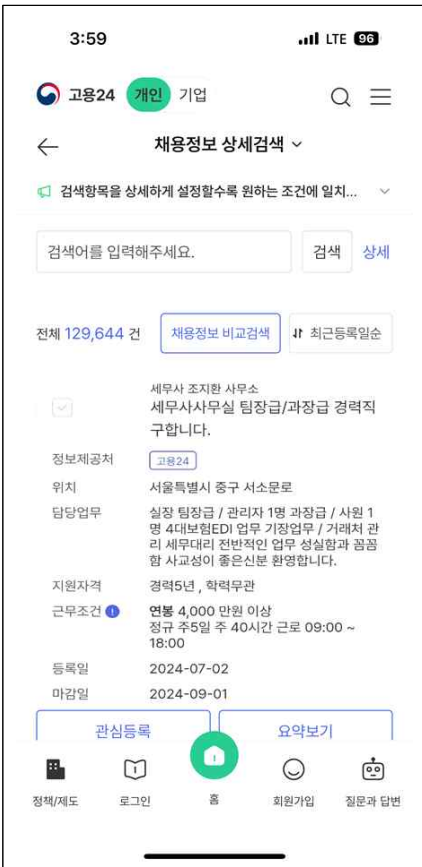 3:59 LTE 96
고용24 개인 기업
채용정보 상세검색
검색항목을 상세하게 설정할수록 원하는 조건에 일치...
검색어를 입력해주세요. 검색 상세
전체 129,644 건 채용정보 비교검색 최근등록일순
세무사 조지환 사무소
세무사사무실 팀장급/과장급 경력직
구합니다.
정보제공처 고용24
위치 서울특별시 중구 서소문로
담당업무 실장 팀장급 / 관리자 1명 과장급 / 사원 1
명 4대보험EDI 업무 기장업무 / 거래처 관
리 세무대리 전반적인 업무 성실함과 꼼꼼
함 사교성이 좋은신분 환영합니다.
지원자격 경력5년 , 학력무관
근무조건 연봉 4,000 만원 이상
정규 주5일 주 40시간 근로 09:00 ~
18:00
등록일 2024-07-02
마감일 2024-09-01
관심등록 요약보기
정책/제도 로그인 홈 회원가입 질문과 답변